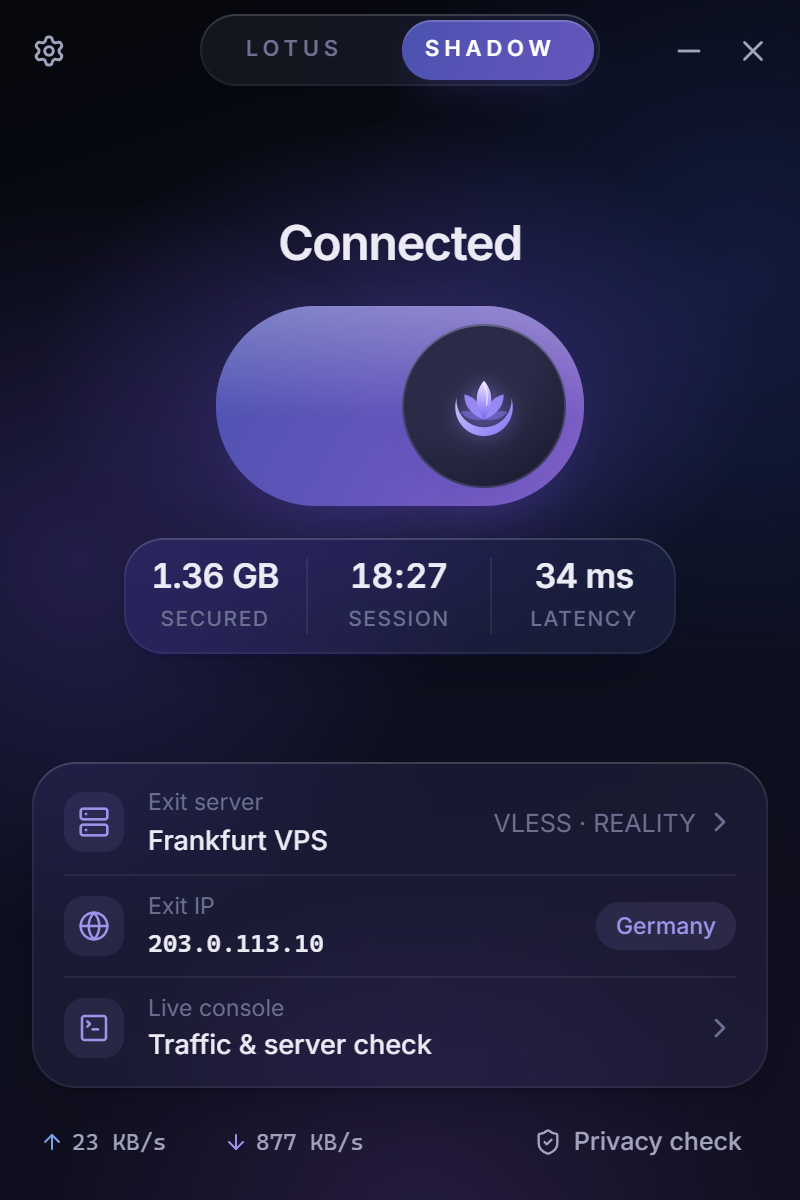 LOTUS SHADOW
Connected
1.36 GB 18:27 34 ms
SECURED SESSION LATENCY
Exit server
Frankfurt VPS
VLESS · REALITY
Exit IP
203.0.113.10
Germany
Live console
Traffic & server check
23 KB/s 877 KB/s Privacy check